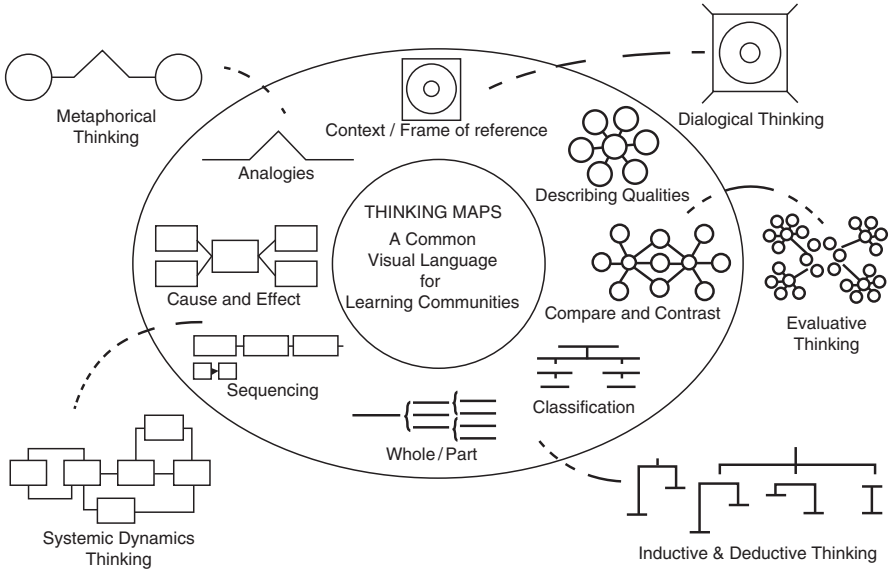 Metaphorical
Thinking
Context / Frame of reference
Dialogical Thinking
Analogies
Describing Qualities
THINKING MAPS
A Common
Visual Language
for
Learning Communities
Cause and Effect
Compare and Contrast
Evaluative
Thinking
Sequencing
Classification
Whole / Part
Systemic Dynamics
Thinking
Inductive & Deductive Thinking